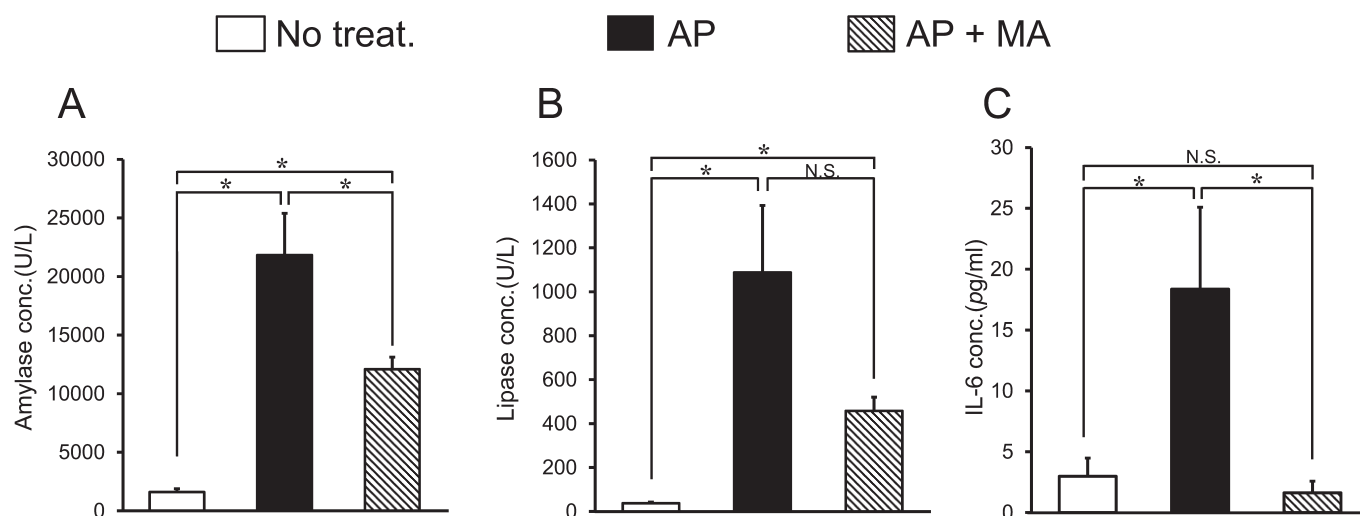 No treat.
AP
AP + MA
A
Amylase conc.(U/L)
30000
25000
20000
15000
10000
5000
0
*
*
*
B
Lipase conc.(U/L)
1600
1400
1200
1000
800
600
400
200
0
*
*
N.S.
C
IL-6 conc.(pg/ml)
30
25
20
15
10
5
0
N.S.
*
*